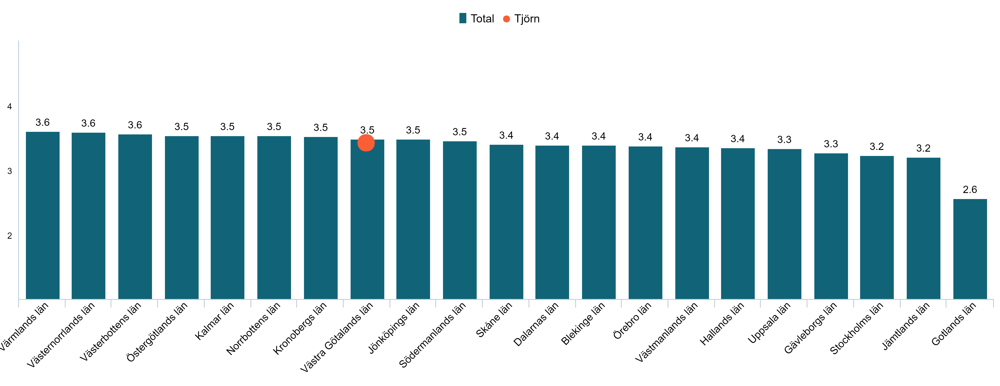 Total Tjörn
4
3
2
3.6 3.6 3.6 3.5 3.5 3.5 3.5 3.5 3.5 3.5 3.4 3.4 3.4 3.4 3.4 3.4 3.3 3.3 3.2 3.2 2.6
Värmlands län
Västernorrlands län
Västerbottens län
Östergötlands län
Kalmar län
Norrbottens län
Kronobergs län
Västra Götalands län
Jönköpings län
Södermanlands län
Skåne län
Dalarnas län
Blekinge län
Örebro län
Västmanlands län
Hallands län
Uppsala län
Gävleborgs län
Stockholms län
Jämtlands län
Gotlands län